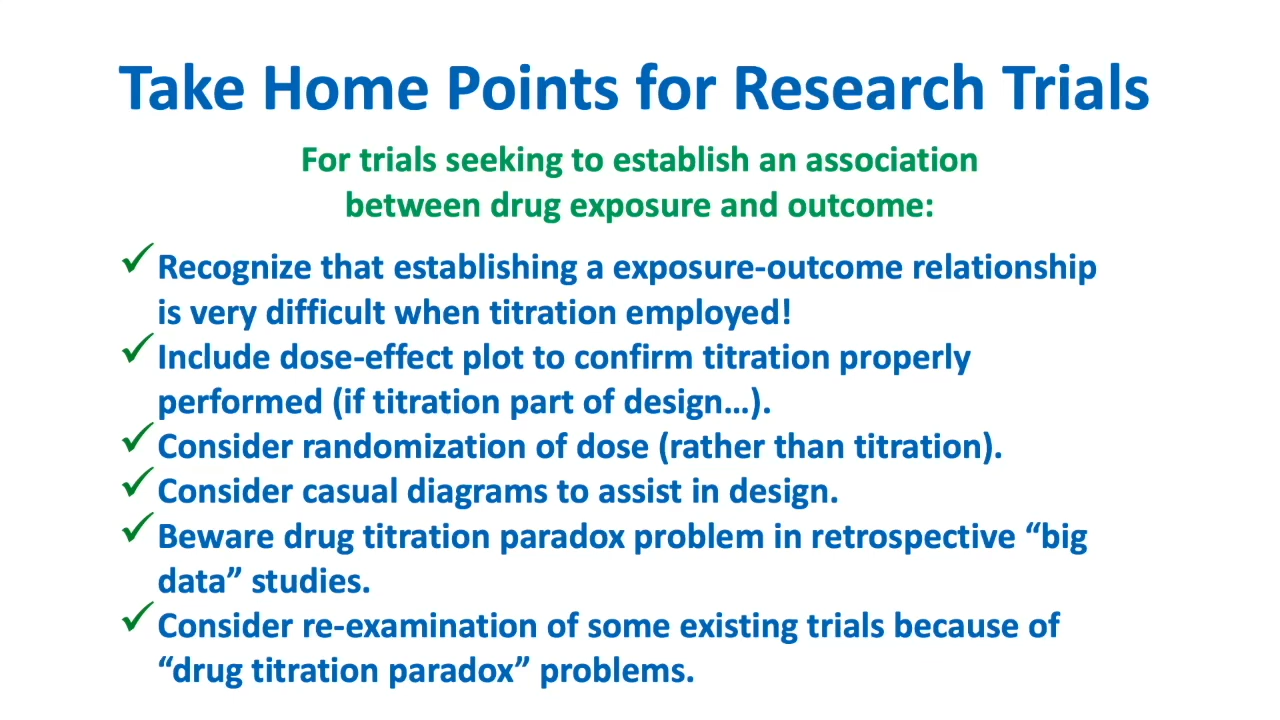 Take Home Points for Research Trials
For trials seeking to establish an association
between drug exposure and outcome:
✓Recognize that establishing a exposure-outcome relationship
is very difficult when titration employed!
✓Include dose-effect plot to confirm titration properly
performed (if titration part of design…).
✓Consider randomization of dose (rather than titration).
✓Consider casual diagrams to assist in design.
✓Beware drug titration paradox problem in retrospective “big
data” studies.
✓Consider re-examination of some existing trials because of
“drug titration paradox” problems.